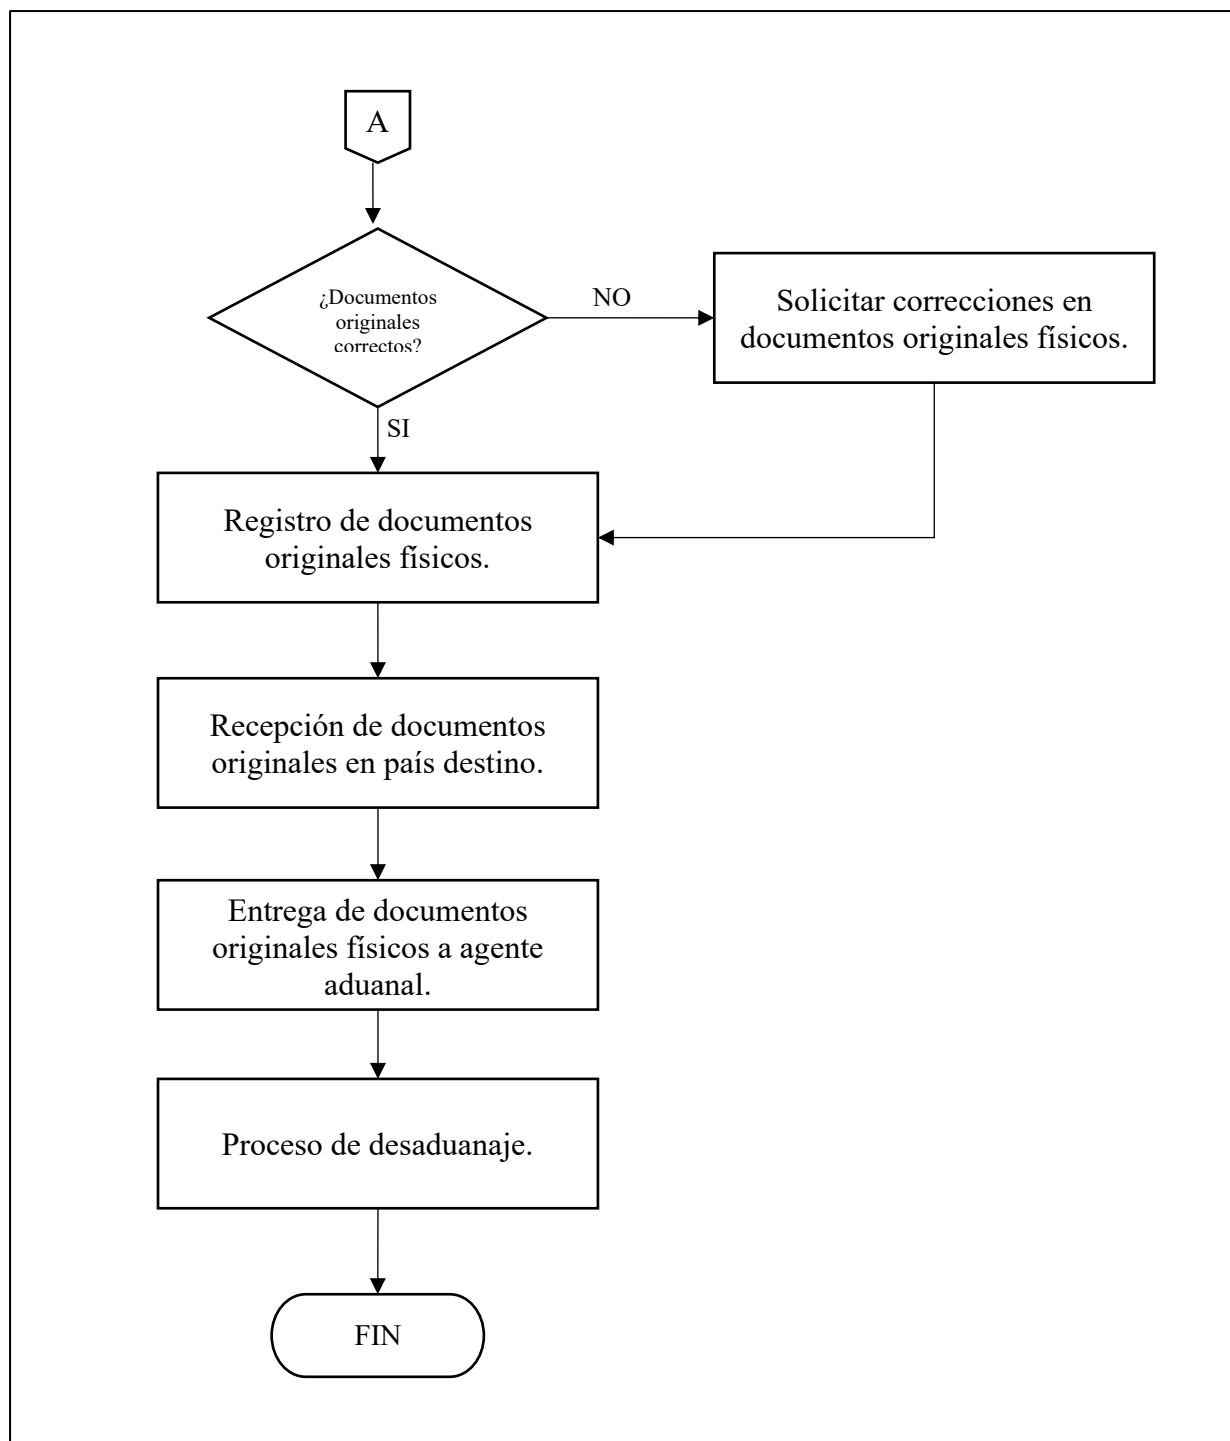 A
¿Documentos
originales
correctos?
NO
Solicitar correcciones en
documentos originales físicos.
SI
Registro de documentos
originales físicos.
Recepción de documentos
originales en país destino.
Entrega de documentos
originales físicos a agente
aduanal.
Proceso de desaduanaje.
FIN